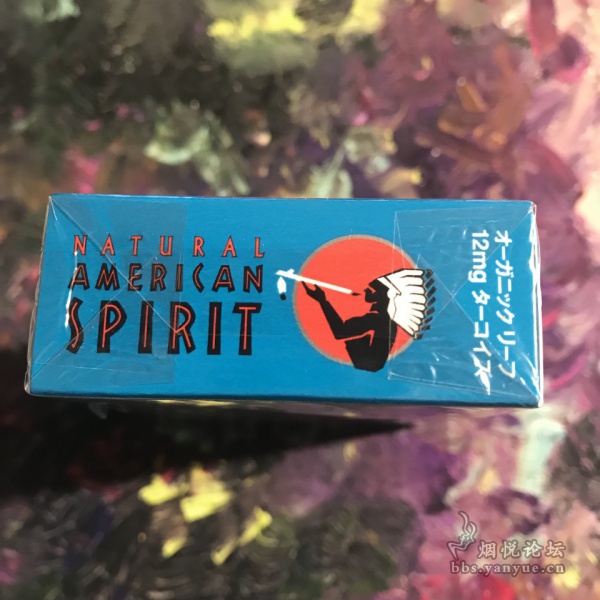 NATURAL
AMERICAN
SPIRIT
オーガニック リーフ
12mg ターコイズ
烟悦论坛
bbs.yanyue.cn